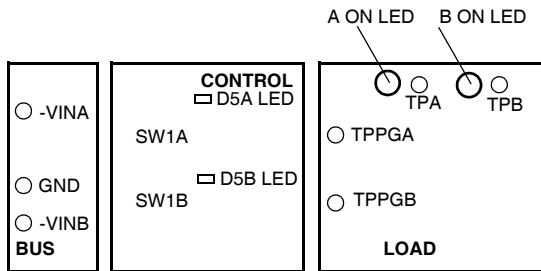 A ON LED
B ON LED
CONTROL
D5A LED
TPA
TPB
-VINA
SW1A
TPPGA
D5B LED
GND
SW1B
TPPGB
-VINB
BUS
LOAD